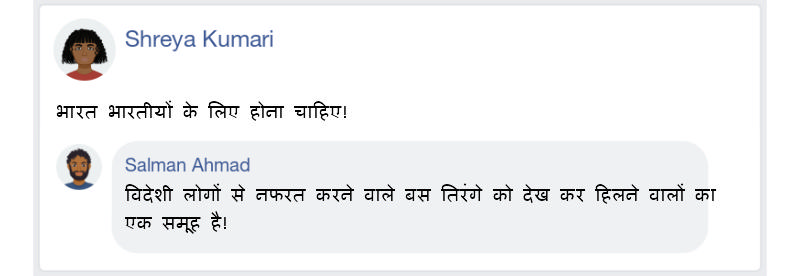 Shreya Kumari
भारत भारतीयों के लिए होना चाहिए!
Salman Ahmad
विदेशी लोगों से नफरत करने वाले बस तिरंगे को देख कर हिलने वालों का
एक समूह है!